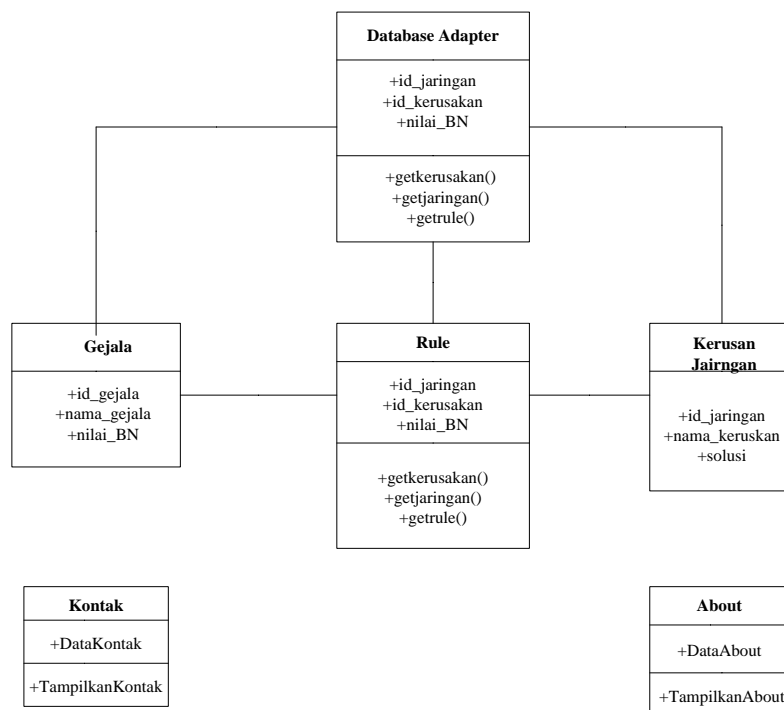 Database Adapter
+id_jaringan
+id_kerusakan
+nilai_BN
+getkerusakan()
+getjaringan()
+getrule()
Gejala
+id_gejala
+nama_gejala
+nilai_BN
Rule
+id_jaringan
+id_kerusakan
+nilai_BN
+getkerusakan()
+getjaringan()
+getrule()
Kerusan
Jairngan
+id_jaringan
+nama_keruskan
+solusi
Kontak
+DataKontak
+TampilkanKontak
About
+DataAbout
+TampilkanAbout